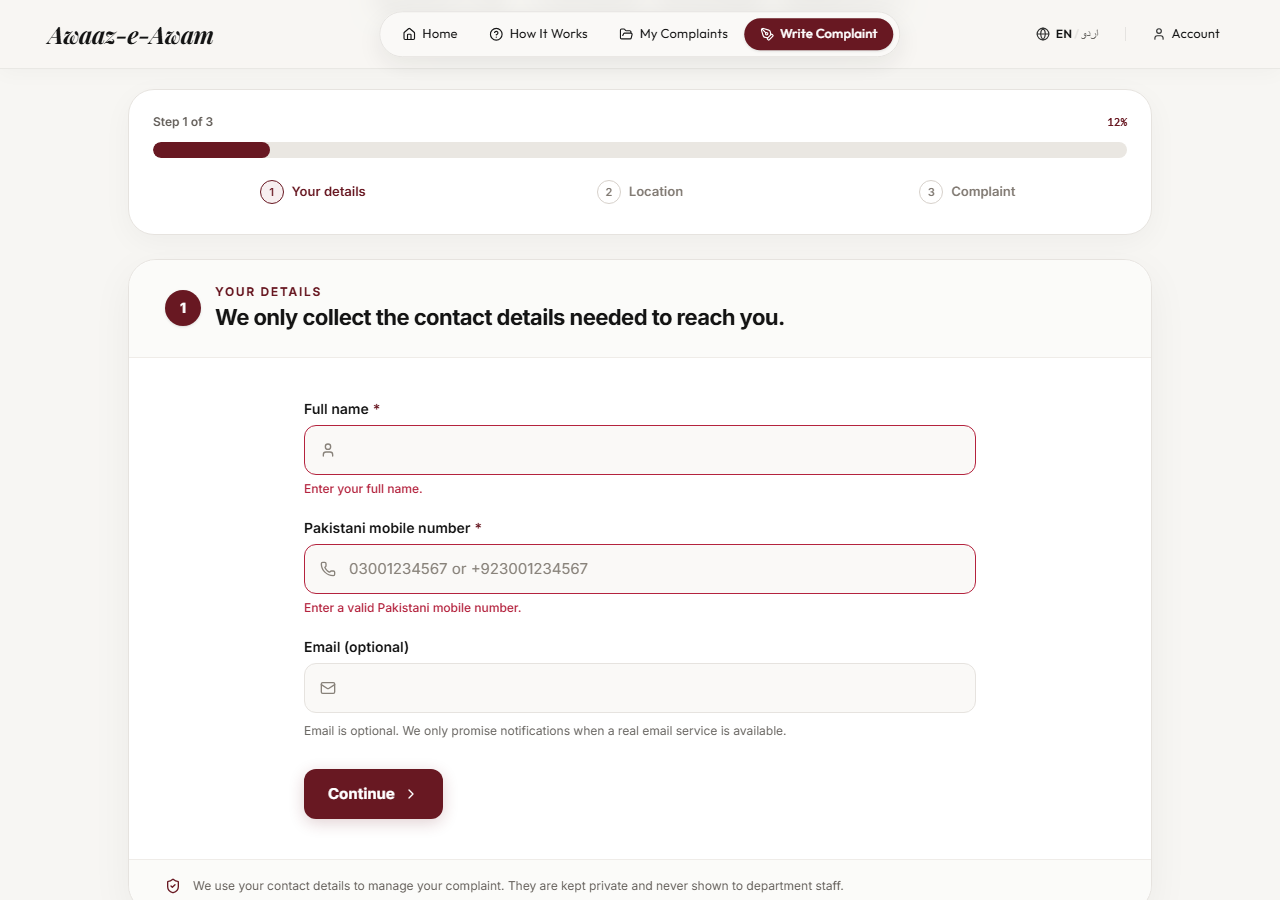 Awaaz-e-Awam
Home
How It Works
My Complaints
Write Complaint
EN / اردو
Account
Step 1 of 3
12%
1 Your details
2 Location
3 Complaint
1
YOUR DETAILS
We only collect the contact details needed to reach you.
Full name *
Enter your full name.
Pakistani mobile number *
03001234567 or +923001234567
Enter a valid Pakistani mobile number.
Email (optional)
Email is optional. We only promise notifications when a real email service is available.
Continue
We use your contact details to manage your complaint. They are kept private and never shown to department staff.